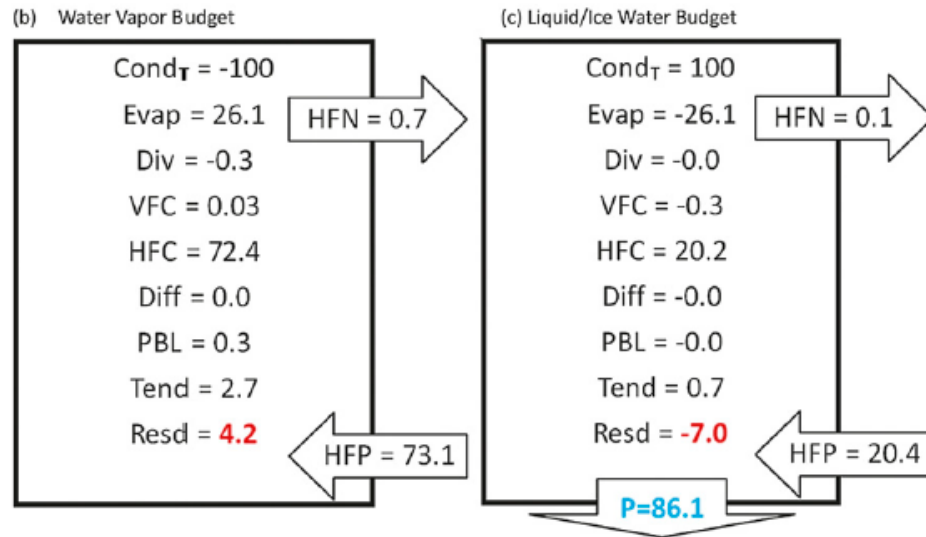 (b) Water Vapor Budget
Cond_T = -100
Evap = 26.1
HFN = 0.7
Div = -0.3
VFC = 0.03
HFC = 72.4
Diff = 0.0
PBL = 0.3
Tend = 2.7
Resd = 4.2
HFP = 73.1
(c) Liquid/Ice Water Budget
Cond_T = 100
Evap = -26.1
HFN = 0.1
Div = -0.0
VFC = -0.3
HFC = 20.2
Diff = -0.0
PBL = -0.0
Tend = 0.7
Resd = -7.0
HFP = 20.4
P=86.1